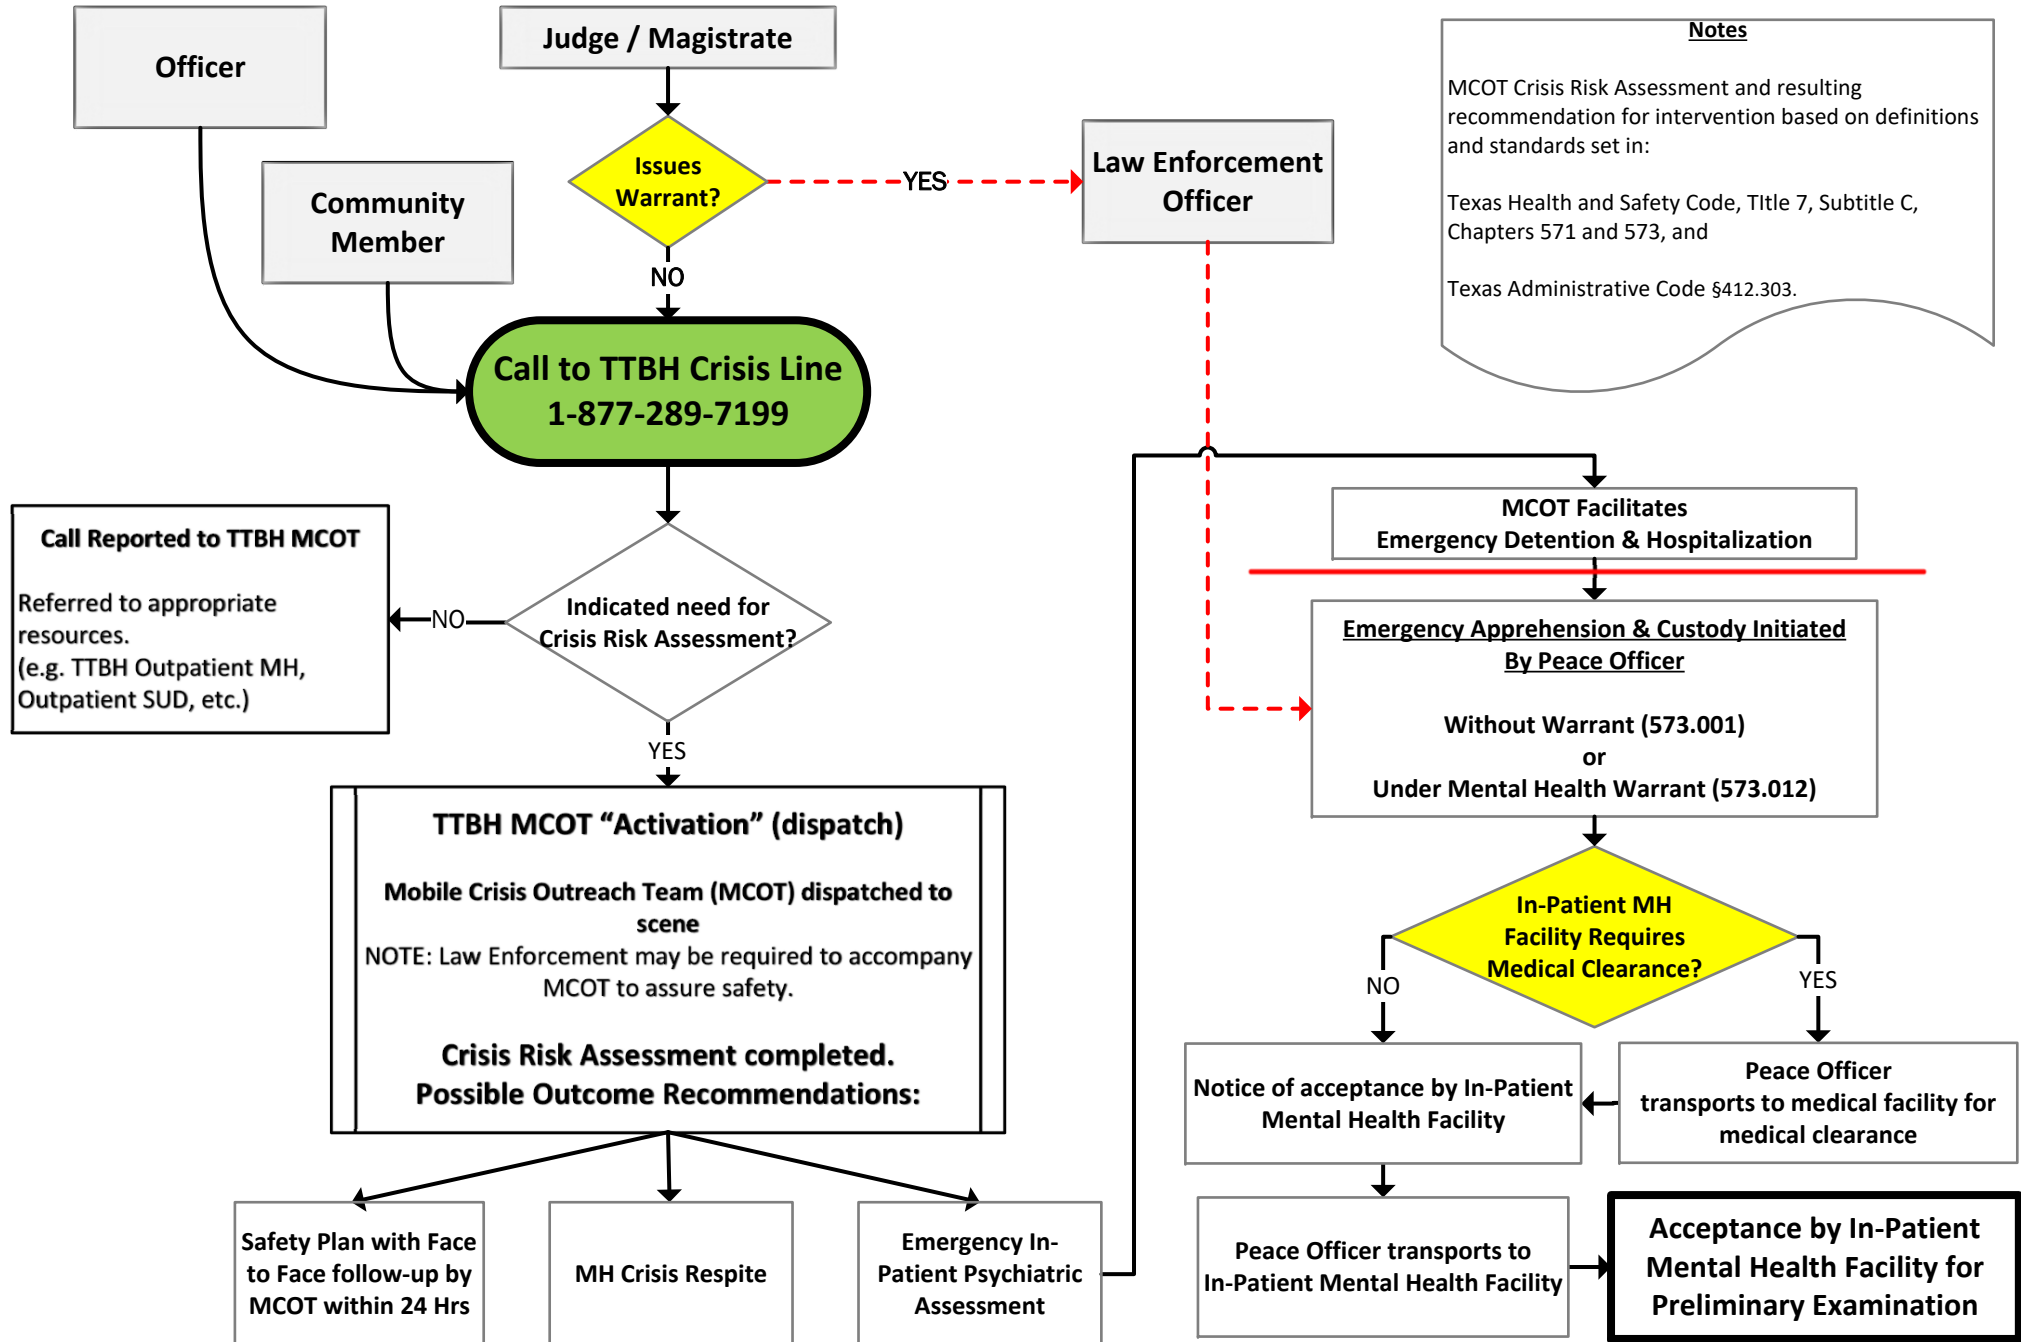 Officer
Judge / Magistrate
Notes
MCOT Crisis Risk Assessment and resulting
recommendation for intervention based on definitions
and standards set in:
Texas Health and Safety Code, TItle 7, Subtitle C,
Chapters 571 and 573, and
Texas Administrative Code §412.303.
Community
Member
Issues
Warrant?
YES
Law Enforcement
Officer
NO
Call to TTBH Crisis Line
1-877-289-7199
Call Reported to TTBH MCOT
Referred to appropriate
resources.
(e.g. TTBH Outpatient MH,
Outpatient SUD, etc.)
NO
Indicated need for
Crisis Risk Assessment?
YES
TTBH MCOT “Activation” (dispatch)
Mobile Crisis Outreach Team (MCOT) dispatched to
scene
NOTE: Law Enforcement may be required to accompany
MCOT to assure safety.
Crisis Risk Assessment completed.
Possible Outcome Recommendations:
Safety Plan with Face
to Face follow-up by
MCOT within 24 Hrs
MH Crisis Respite
Emergency In-
Patient Psychiatric
Assessment
MCOT Facilitates
Emergency Detention & Hospitalization
Emergency Apprehension & Custody Initiated
By Peace Officer
Without Warrant (573.001)
or
Under Mental Health Warrant (573.012)
In-Patient MH
Facility Requires
Medical Clearance?
NO
YES
Notice of acceptance by In-Patient
Mental Health Facility
Peace Officer
transports to medical facility for
medical clearance
Peace Officer transports to
In-Patient Mental Health Facility
Acceptance by In-Patient
Mental Health Facility for
Preliminary Examination